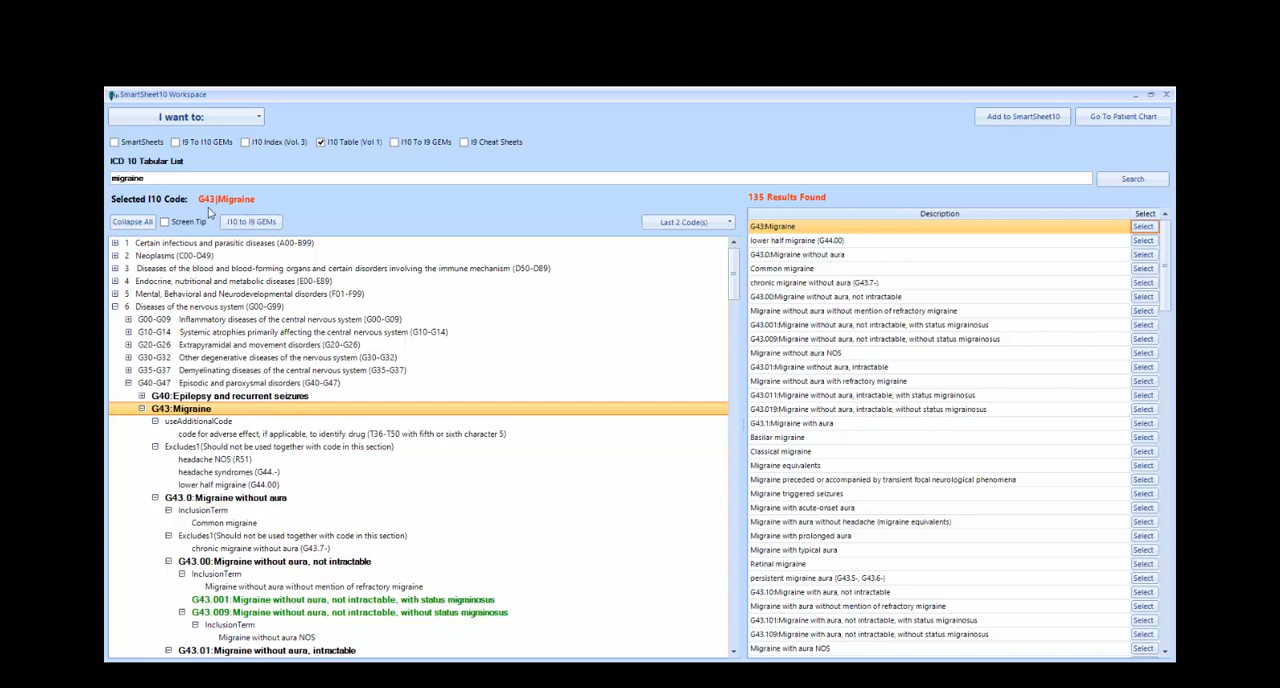 SmartSheet10 Workspace
I want to:
Add to SmartSheet10
Go To Patient Chart
SmartSheets
I9 To I10 GEMs
I10 Index (Vol. 3)
I10 Table (Vol 1)
I10 To I9 GEMs
I9 Cheat Sheets
ICD 10 Tabular List
migraine
Search
Selected I10 Code: G43|Migraine
135 Results Found
Collapse All
Screen Tip
I10 to I9 GEMs
Last 2 Code(s)
1 Certain infectious and parasitic diseases (A00-B99)
2 Neoplasms (C00-D49)
3 Diseases of the blood and blood-forming organs and certain disorders involving the immune mechanism (D50-D89)
4 Endocrine, nutritional and metabolic diseases (E00-E89)
5 Mental, Behavioral and Neurodevelopmental disorders (F01-F99)
6 Diseases of the nervous system (G00-G99)
G00-G09 Inflammatory diseases of the central nervous system (G00-G09)
G10-G14 Systemic atrophies primarily affecting the central nervous system (G10-G14)
G20-G26 Extrapyramidal and movement disorders (G20-G26)
G30-G32 Other degenerative diseases of the nervous system (G30-G32)
G35-G37 Demyelinating diseases of the central nervous system (G35-G37)
G40-G47 Episodic and paroxysmal disorders (G40-G47)
G40:Epilepsy and recurrent seizures
G43:Migraine
useAdditionalCode
code for adverse effect, if applicable, to identify drug (T36-T50 with fifth or sixth character 5)
Excludes1(Should not be used together with code in this section)
headache NOS (R51)
headache syndromes (G44.-)
lower half migraine (G44.00)
G43.0:Migraine without aura
InclusionTerm
Common migraine
Excludes1(Should not be used together with code in this section)
chronic migraine without aura (G43.7-)
G43.00:Migraine without aura, not intractable
InclusionTerm
Migraine without aura without mention of refractory migraine
G43.001:Migraine without aura, not intractable, with status migrainosus
G43.009:Migraine without aura, not intractable, without status migrainosus
InclusionTerm
Migraine without aura NOS
G43.01:Migraine without aura, intractable
Description Select
G43:Migraine Select
lower half migraine (G44.00) Select
G43.0:Migraine without aura Select
Common migraine Select
chronic migraine without aura (G43.7-) Select
G43.00:Migraine without aura, not intractable Select
Migraine without aura without mention of refractory migraine Select
G43.001:Migraine without aura, not intractable, with status migrainosus Select
G43.009:Migraine without aura, not intractable, without status migrainosus Select
Migraine without aura NOS Select
G43.01:Migraine without aura, intractable Select
Migraine without aura with refractory migraine Select
G43.011:Migraine without aura, intractable, with status migrainosus Select
G43.019:Migraine without aura, intractable, without status migrainosus Select
G43.1:Migraine with aura Select
Basilar migraine Select
Classical migraine Select
Migraine equivalents Select
Migraine preceded or accompanied by transient focal neurological phenomena Select
Migraine triggered seizures Select
Migraine with acute-onset aura Select
Migraine with aura without headache (migraine equivalents) Select
Migraine with prolonged aura Select
Migraine with typical aura Select
Retinal migraine Select
persistent migraine aura (G43.5-, G43.6-) Select
G43.10:Migraine with aura, not intractable Select
Migraine with aura without mention of refractory migraine Select
G43.101:Migraine with aura, not intractable, with status migrainosus Select
G43.109:Migraine with aura, not intractable, without status migrainosus Select
Migraine with aura NOS Select